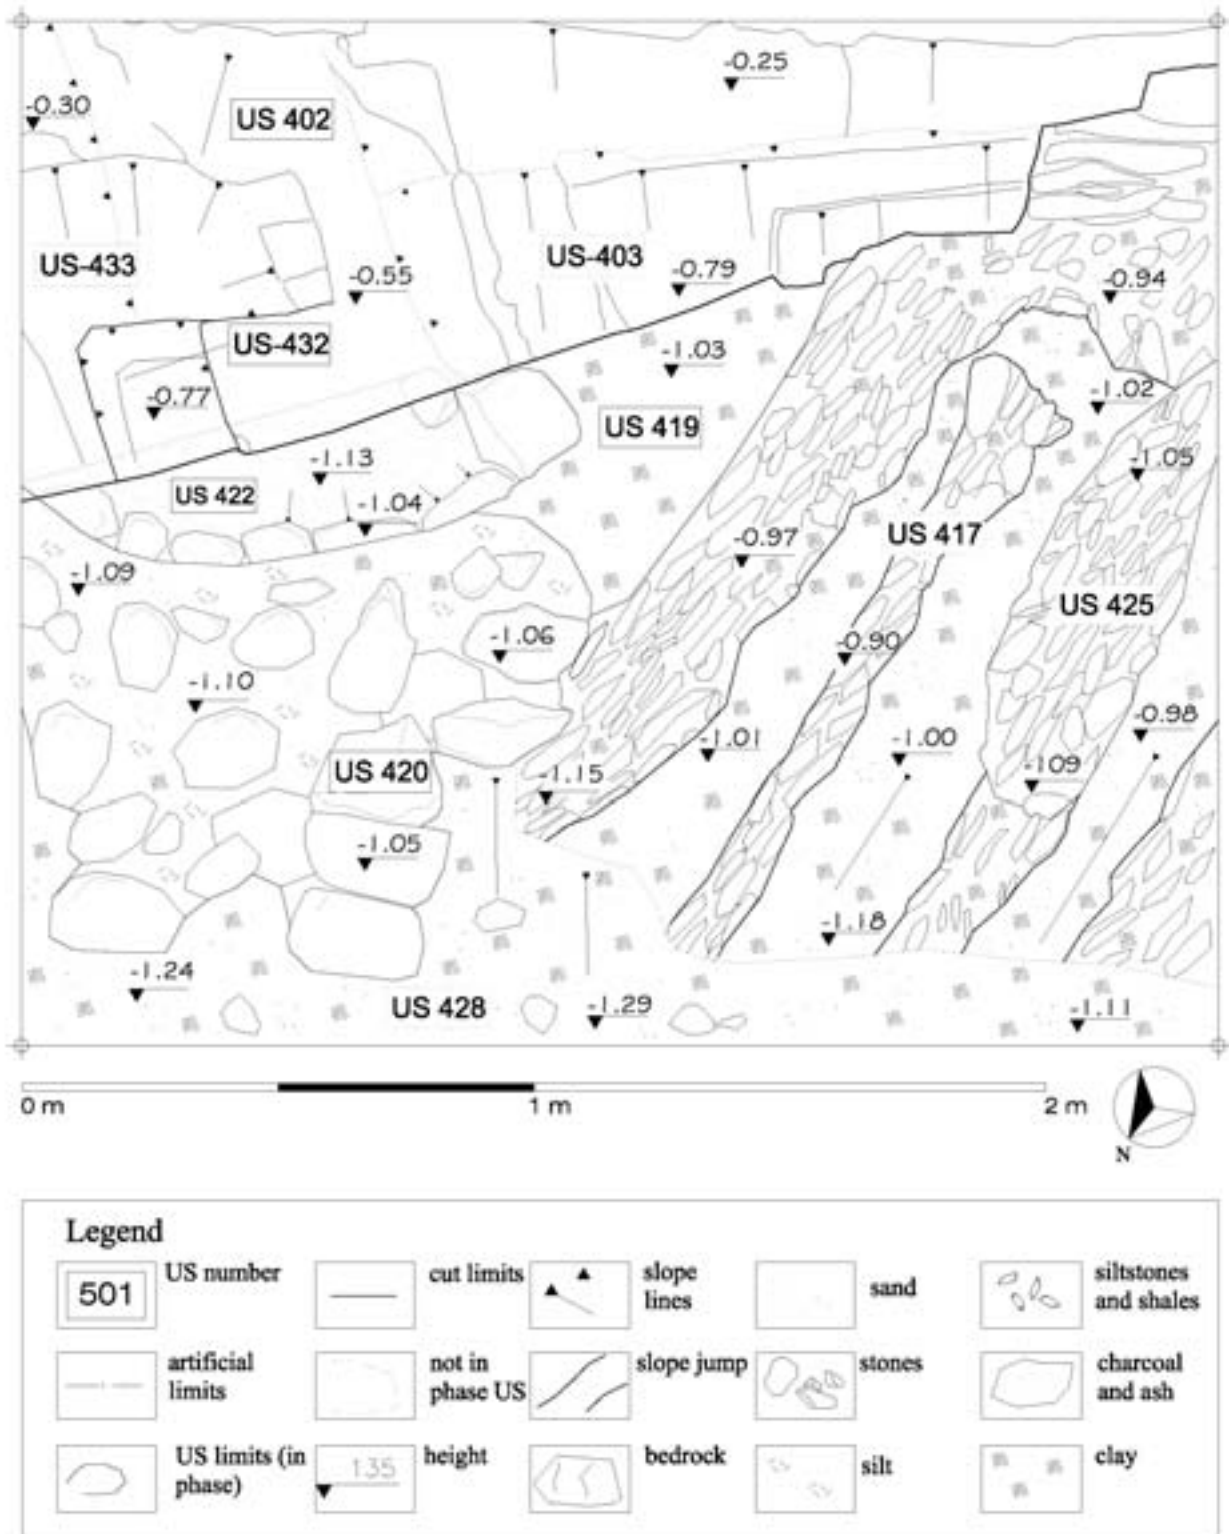 -0.25
-0.30
US 402
US-433
US-403
-0.55
-0.79
-0.94
US-432
-1.03
-0.77
-1.02
US 419
-1.13
-1.05
US 422
-1.04
US 417
-0.97
-1.09
US 425
-1.06
-0.90
-1.10
-0.98
-1.01
-1.00
US 420
-1.15
-109
-1.05
-1.18
-1.24
US 428
-1.29
-1.11
0 m 1 m 2 m
N
Legend
501 US number
cut limits
slope lines
sand
siltstones and shales
artificial limits
not in phase US
slope jump
stones
charcoal and ash
US limits (in phase)
135 height
bedrock
silt
clay